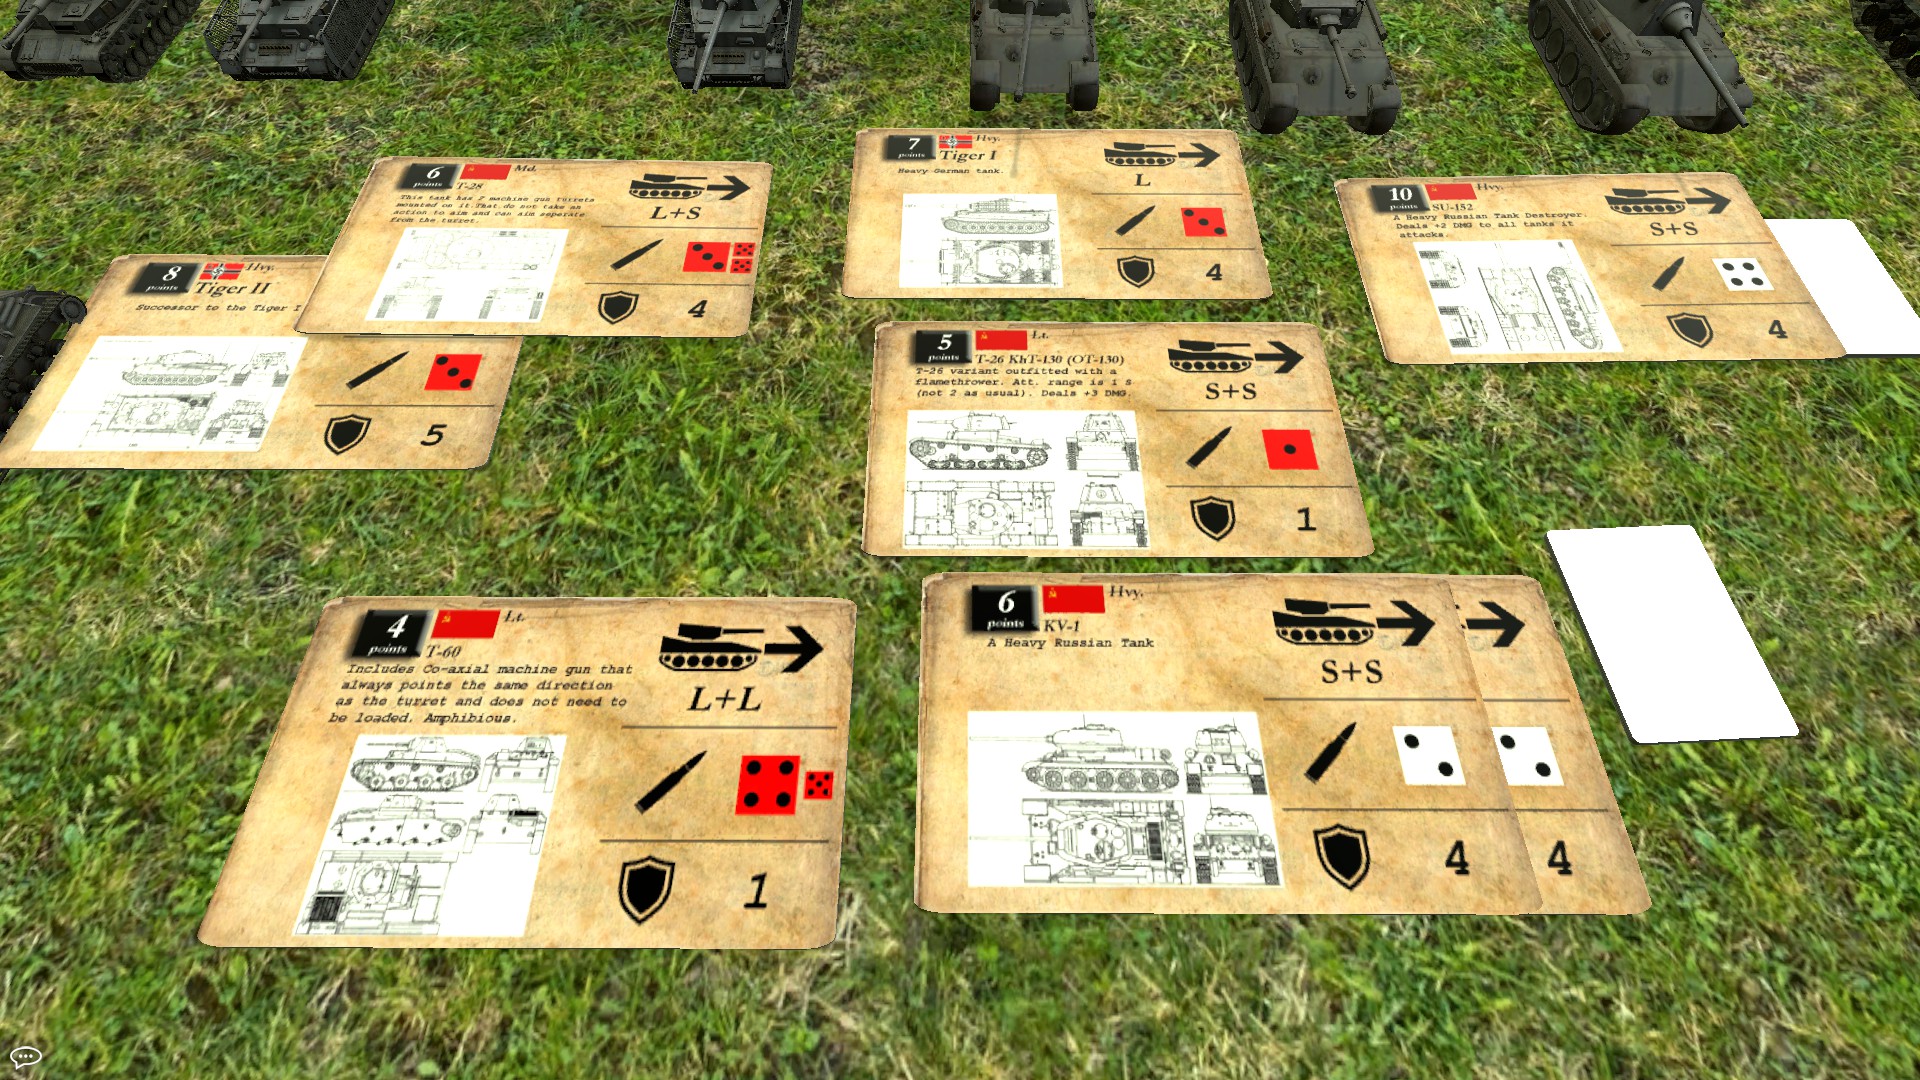 8
points
Hvy.
Tiger II
Successor to the Tiger I
5
6
points
Md.
T-28
This tank has 2 machine gun turrets
mounted on it. That do not take an
action to aim and can aim seperate
from the turret.
L+S
4
7
points
Hvy.
Tiger I
Heavy German tank.
L
4
10
points
Hvy.
SU-152
A Heavy Russian Tank Destroyer.
Deals +2 DMG to all tanks it
attacks.
S+S
4
5
points
Lt.
T-26 KhT-130 (OT-130)
T-26 variant outfitted with a
flamethrower. Att. range is 1 S
(not 2 as usual). Deals +3 DMG.
S+S
1
4
points
Lt.
T-60
Includes Co-axial machine gun that
always points the same direction
as the turret and does not need to
be loaded. Amphibious.
L+L
1
6
points
Hvy.
KV-1
A Heavy Russian Tank
S+S
4
4